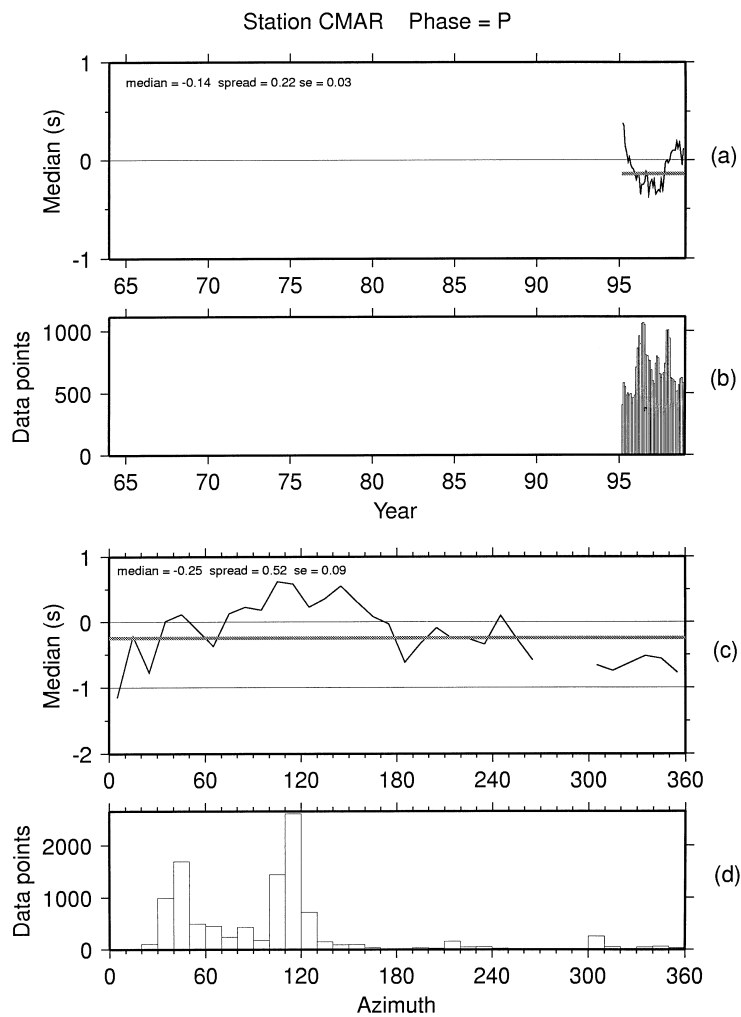 Station CMAR Phase = P
1
median = -0.14 spread = 0.22 se = 0.03
Median (s)
0
-1
(a)
65 70 75 80 85 90 95
1000
500
0
Data points
(b)
65 70 75 80 85 90 95
Year
1
median = -0.25 spread = 0.52 se = 0.09
0
Median (s)
-1
-2
(c)
0 60 120 180 240 300 360
2000
1000
0
Data points
(d)
0 60 120 180 240 300 360
Azimuth